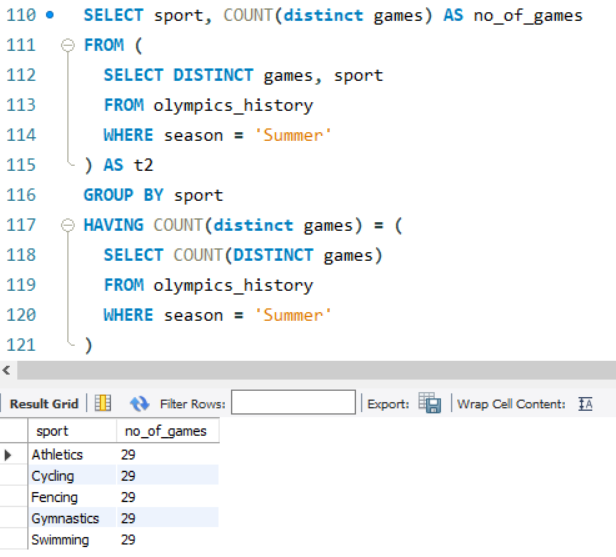 110 SELECT sport, COUNT(distinct games) AS no_of_games
111 FROM (
112 SELECT DISTINCT games, sport
113 FROM olympics_history
114 WHERE season = 'Summer'
115 ) AS t2
116 GROUP BY sport
117 HAVING COUNT(distinct games) = (
118 SELECT COUNT(DISTINCT games)
119 FROM olympics_history
120 WHERE season = 'Summer'
121 )
Result Grid Filter Rows: Export: Wrap Cell Content:
sport no_of_games
Athletics 29
Cycling 29
Fencing 29
Gymnastics 29
Swimming 29